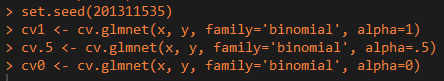 > set.seed(201311535)
> cv1 <- cv.glmnet(x, y, family='binomial', alpha=1)
> cv.5 <- cv.glmnet(x, y, family='binomial', alpha=.5)
> cv0 <- cv.glmnet(x, y, family='binomial', alpha=0)